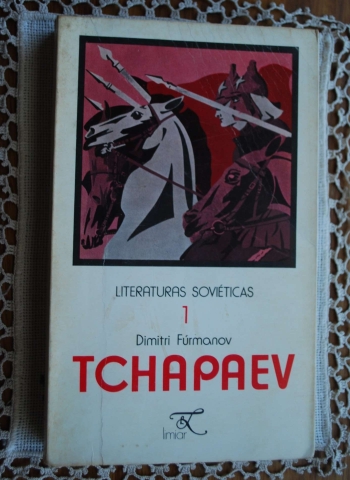 LITERATURAS SOVIÉTICAS
1
Dimitri Fúrmanov
TCHAPAEV
limiar